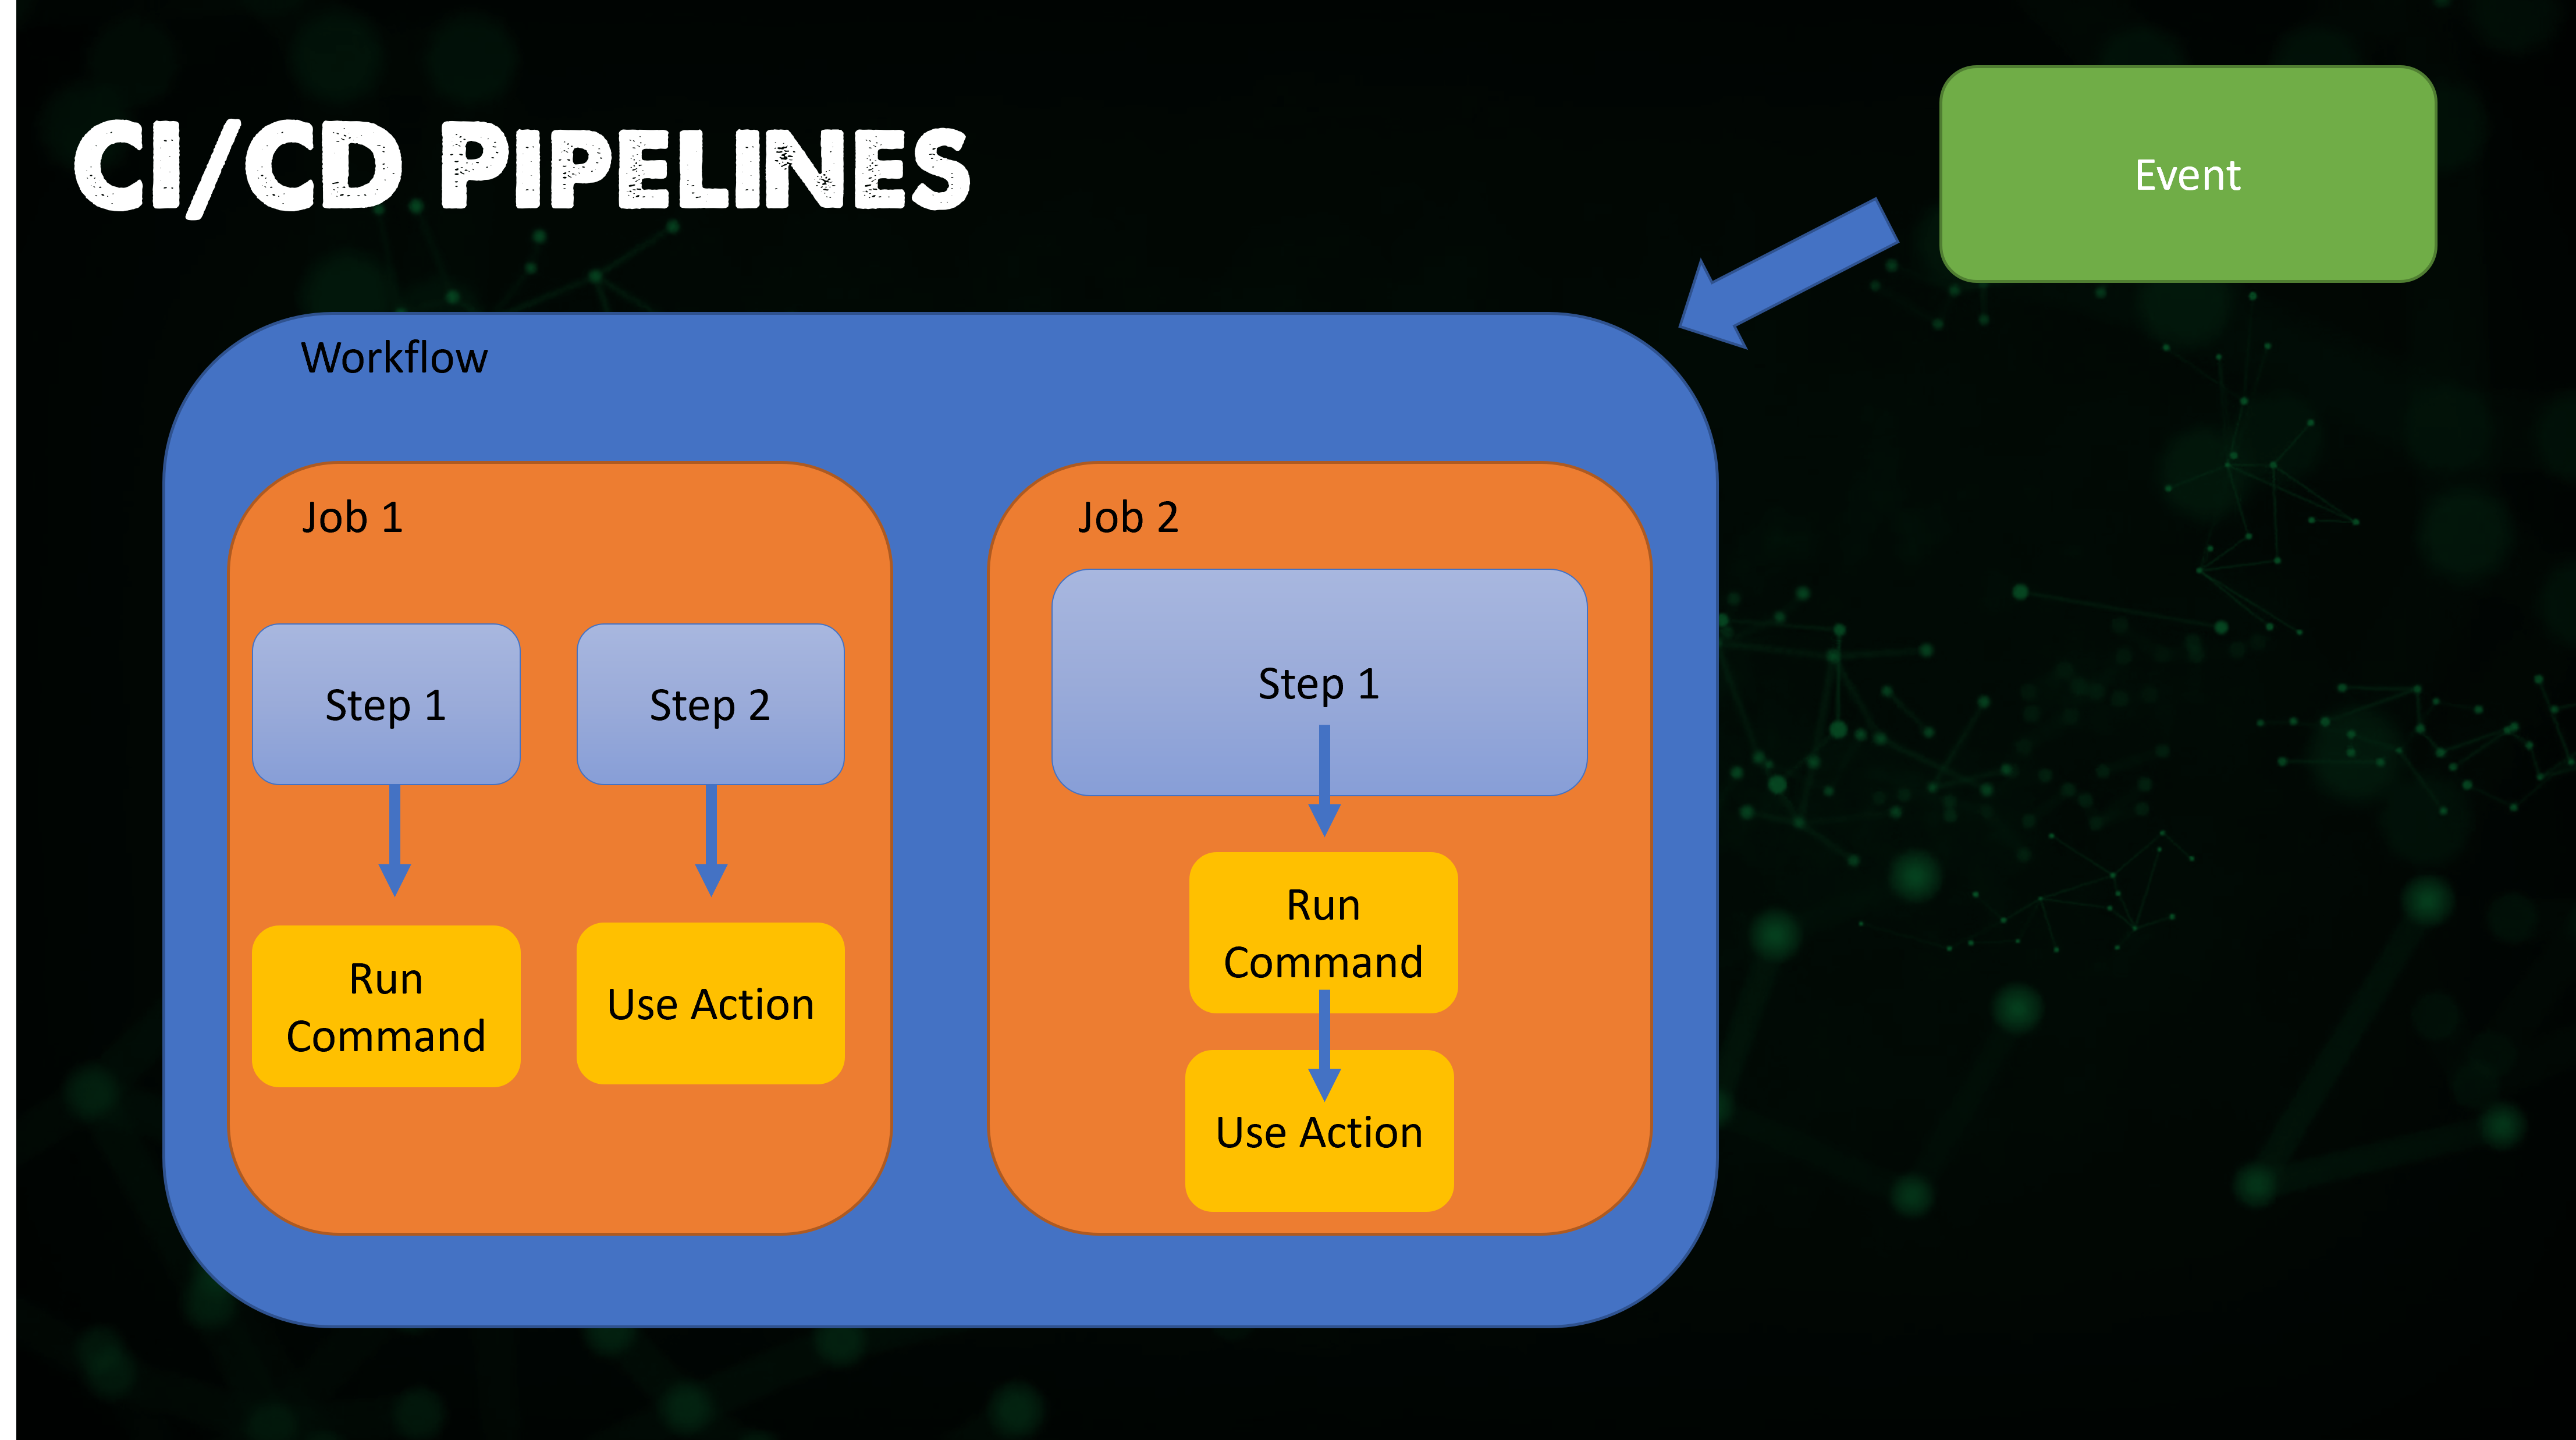 CI/CD PIPELINES
Event
Workflow
Job 1
Step 1
Step 2
Run
Command
Use Action
Job 2
Step 1
Run
Command
Use Action